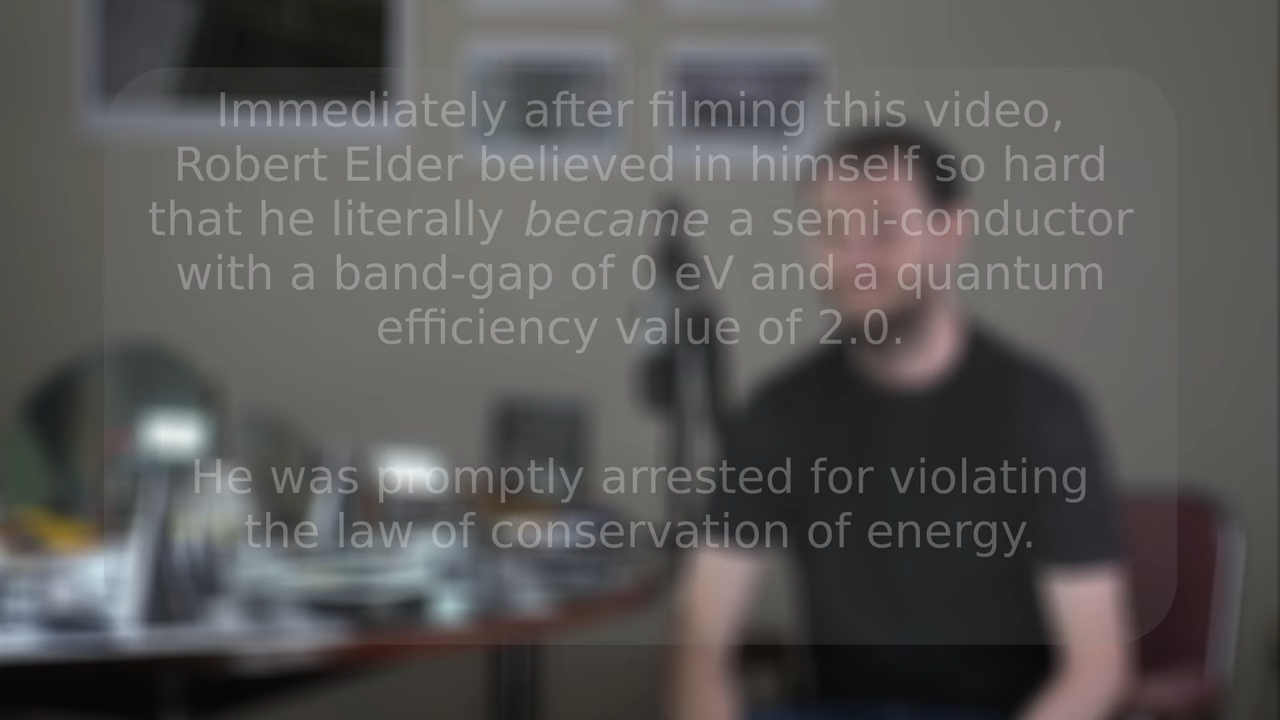 Immediately after filming this video,
Robert Elder believed in himself so hard
that he literally became a semi-conductor
with a band-gap of 0 eV and a quantum
efficiency value of 2.0.
He was promptly arrested for violating
the law of conservation of energy.